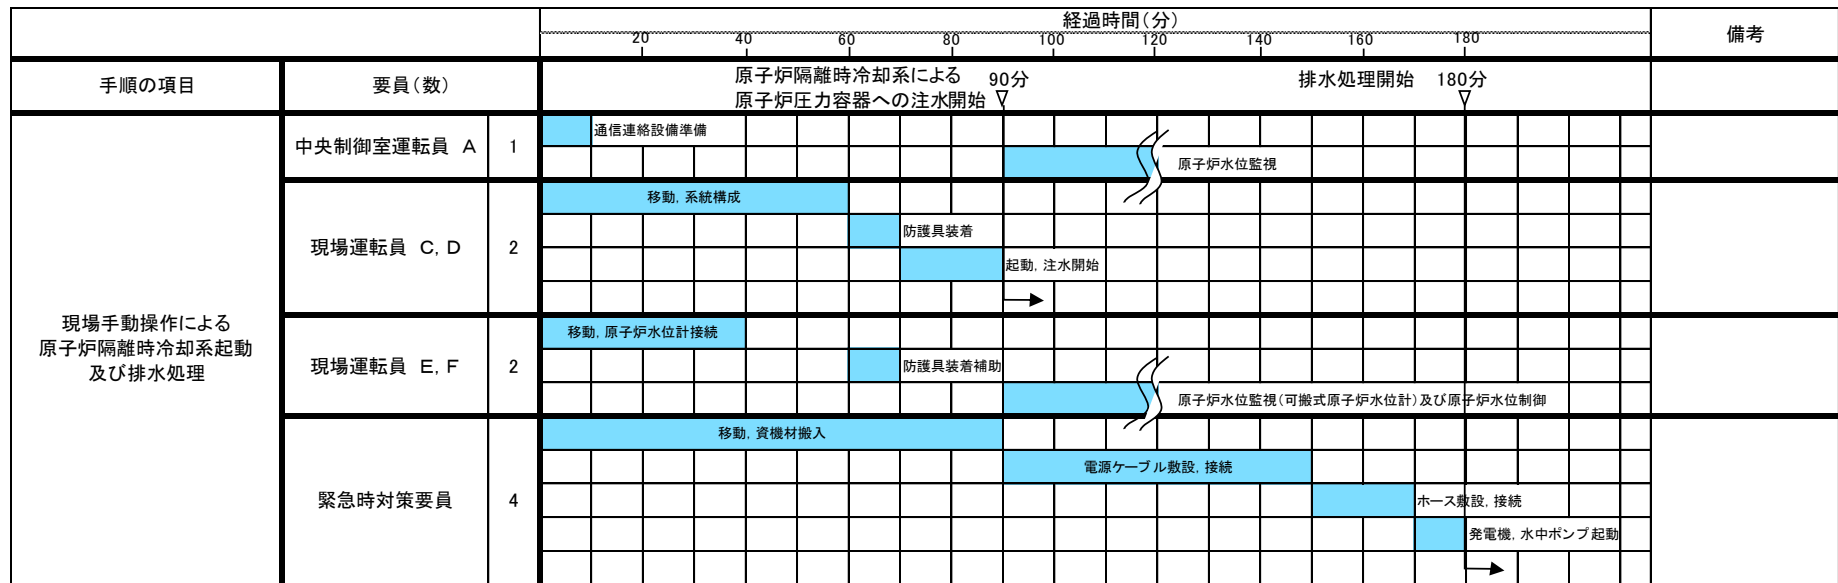 経過時間(分)
備考
20 40 60 80 100 120 140 160 180
手順の項目
要員(数)
原子炉隔離時冷却系による
原子炉圧力容器への注水開始
90分
排水処理開始
180分
現場手動操作による
原子炉隔離時冷却系起動
及び排水処理
中央制御室運転員 A
1
通信連絡設備準備
原子炉水位監視
現場運転員 C, D
2
移動, 系統構成
防護具装着
起動, 注水開始
現場運転員 E, F
2
移動, 原子炉水位計接続
防護具装着補助
原子炉水位監視(可搬式原子炉水位計)及び原子炉水位制御
緊急時対策要員
4
移動, 資機材搬入
電源ケーブル敷設, 接続
ホース敷設, 接続
発電機, 水中ポンプ起動